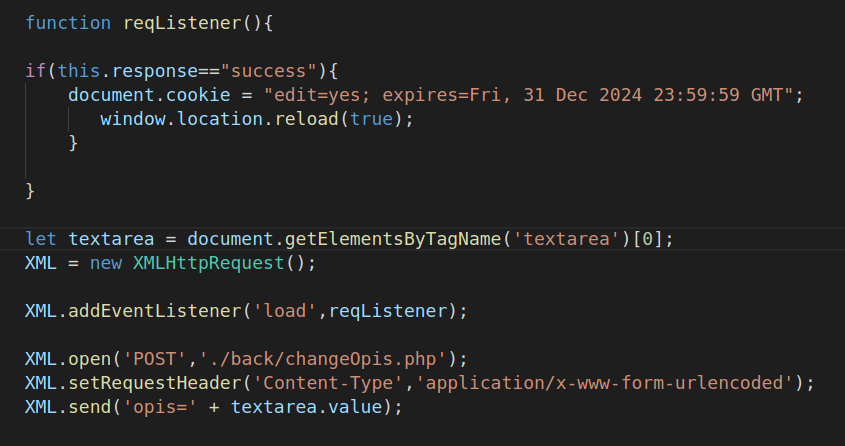 function reqListener(){
if(this.response=="success"){
document.cookie = "edit=yes; expires=Fri, 31 Dec 2024 23:59:59 GMT";
window.location.reload(true);
}
}
let textarea = document.getElementsByTagName('textarea')[0];
XML = new XMLHttpRequest();
XML.addEventListener('load',reqListener);
XML.open('POST','./back/changeOpis.php');
XML.setRequestHeader('Content-Type','application/x-www-form-urlencoded');
XML.send('opis=' + textarea.value);